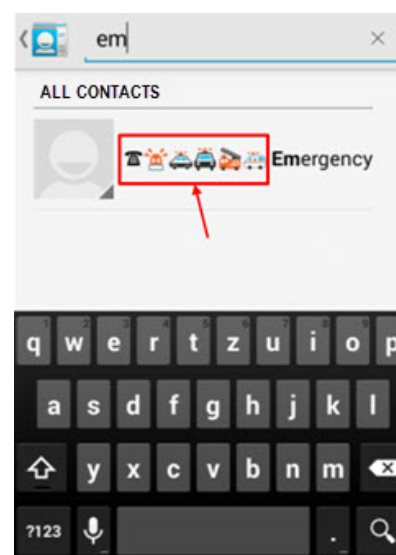 em
ALL CONTACTS
☎🚨🚓🚔🚒🚑 Emergency
q w e r t z u i o p
a s d f g h j k l
y x c v b n m
?123 .